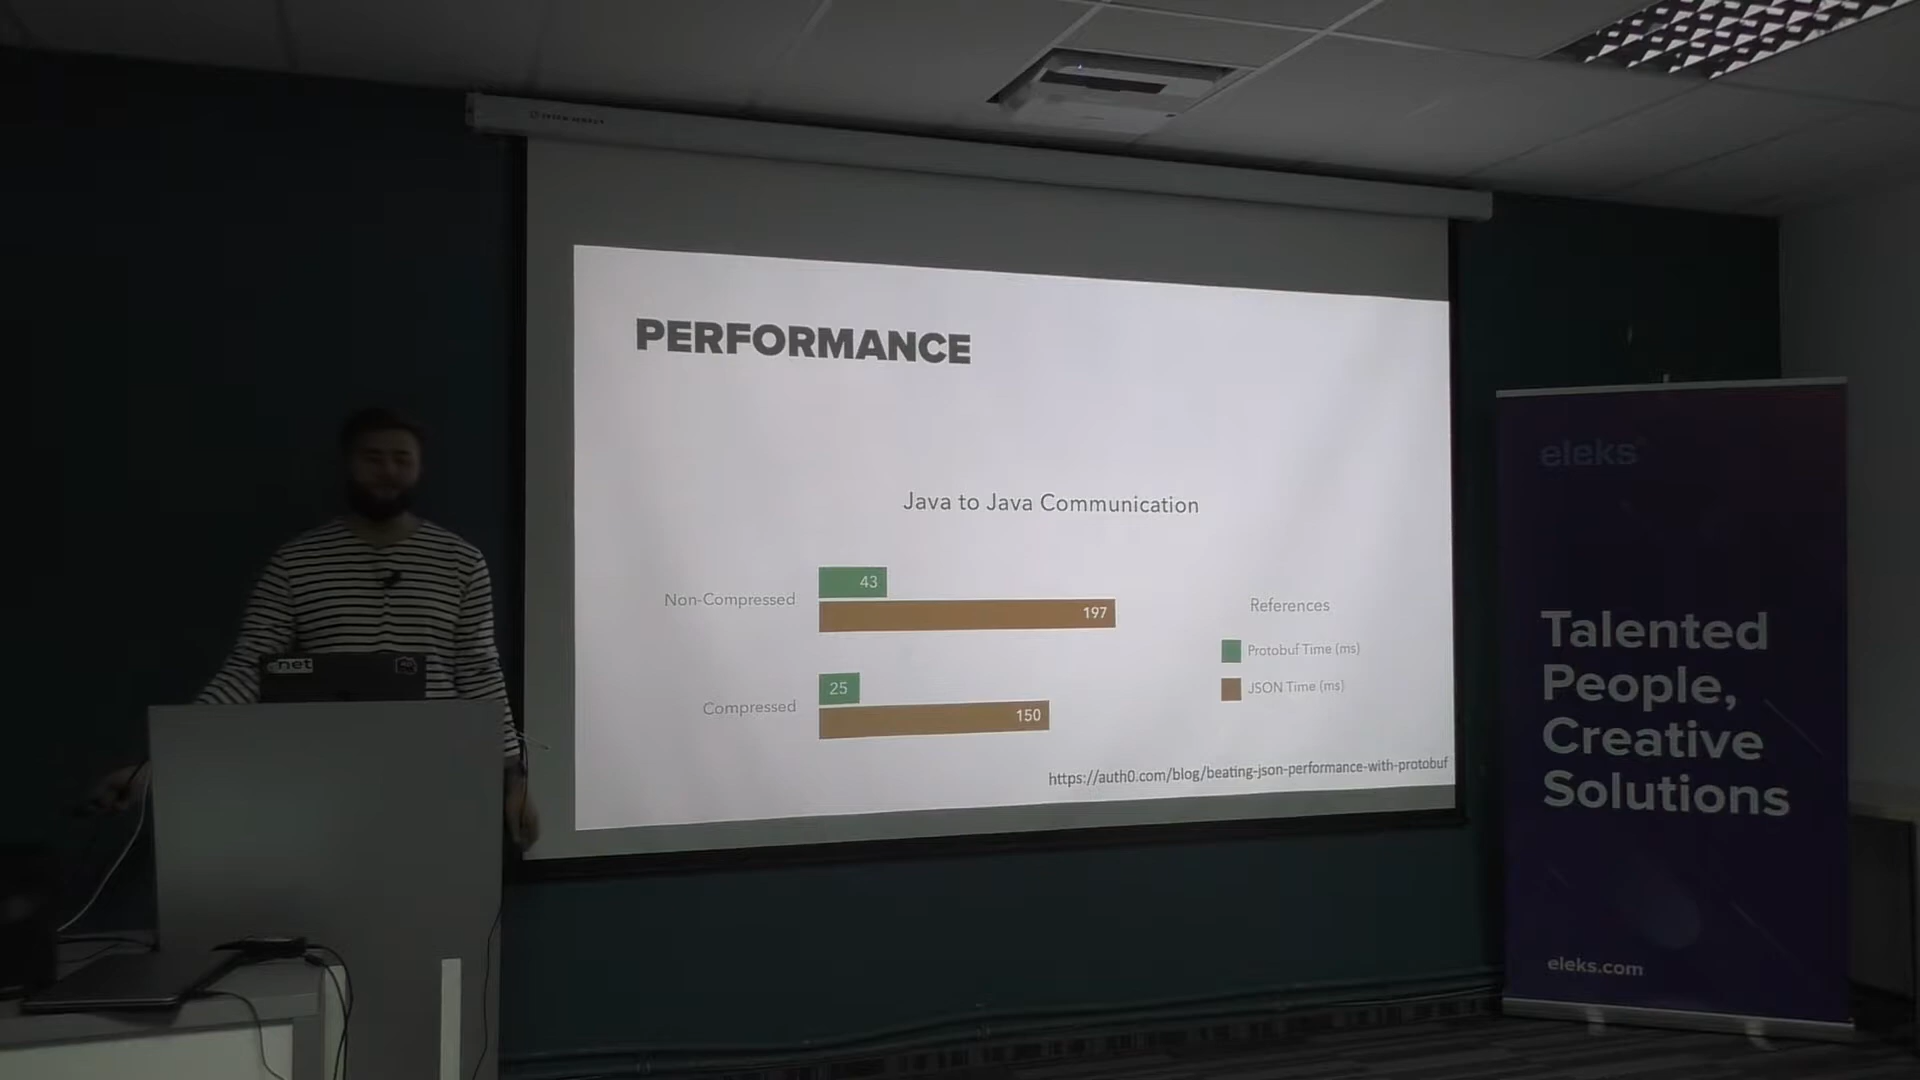 PERFORMANCE
Java to Java Communication
Non-Compressed
43
197
Compressed
25
150
References
Protobuf Time (ms)
JSON Time (ms)
https://auth0.com/blog/beating-json-performance-with-protobuf
.net
eleks
Talented
People,
Creative
Solutions
eleks.com